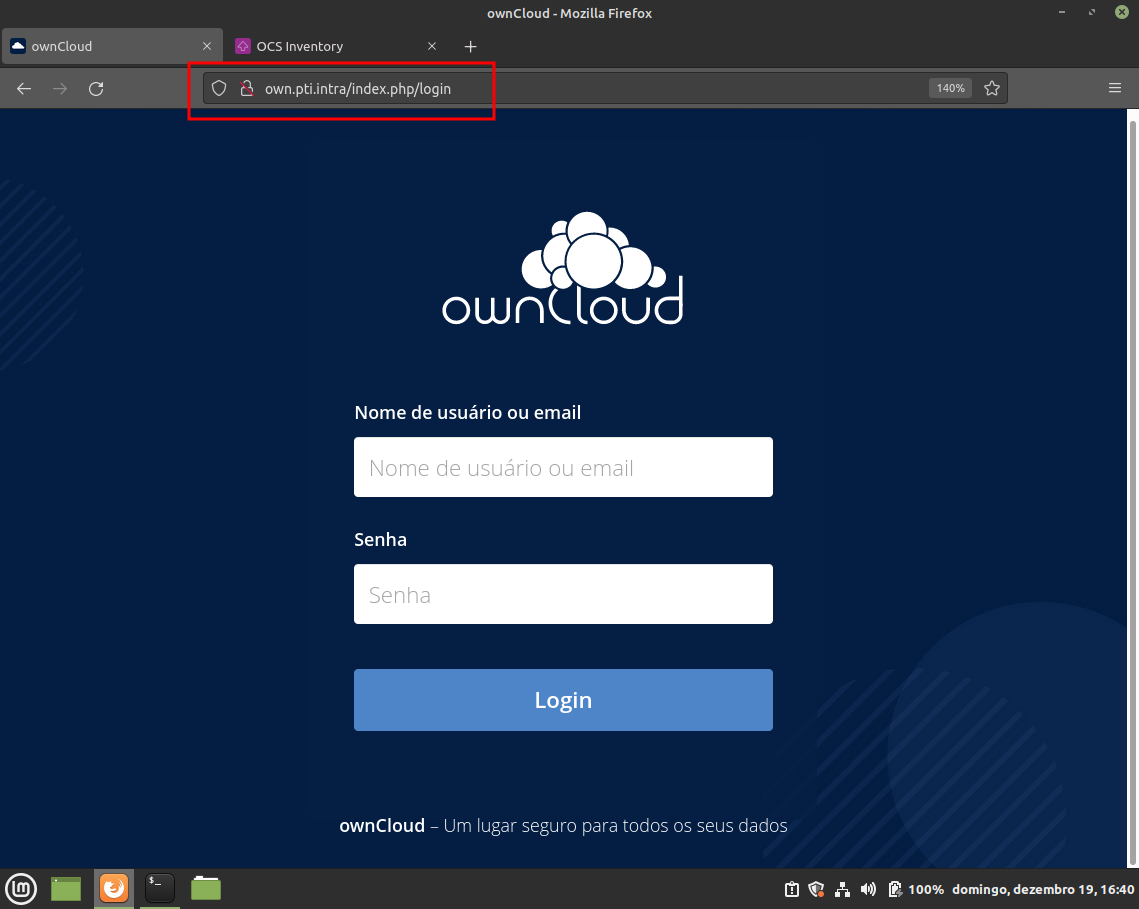 ownCloud - Mozilla Firefox
ownCloud
OCS Inventory
own.pti.intra/index.php/login
140%
ownCloud
Nome de usuário ou email
Nome de usuário ou email
Senha
Senha
Login
ownCloud – Um lugar seguro para todos os seus dados
$_
100% domingo, dezembro 19, 16:40